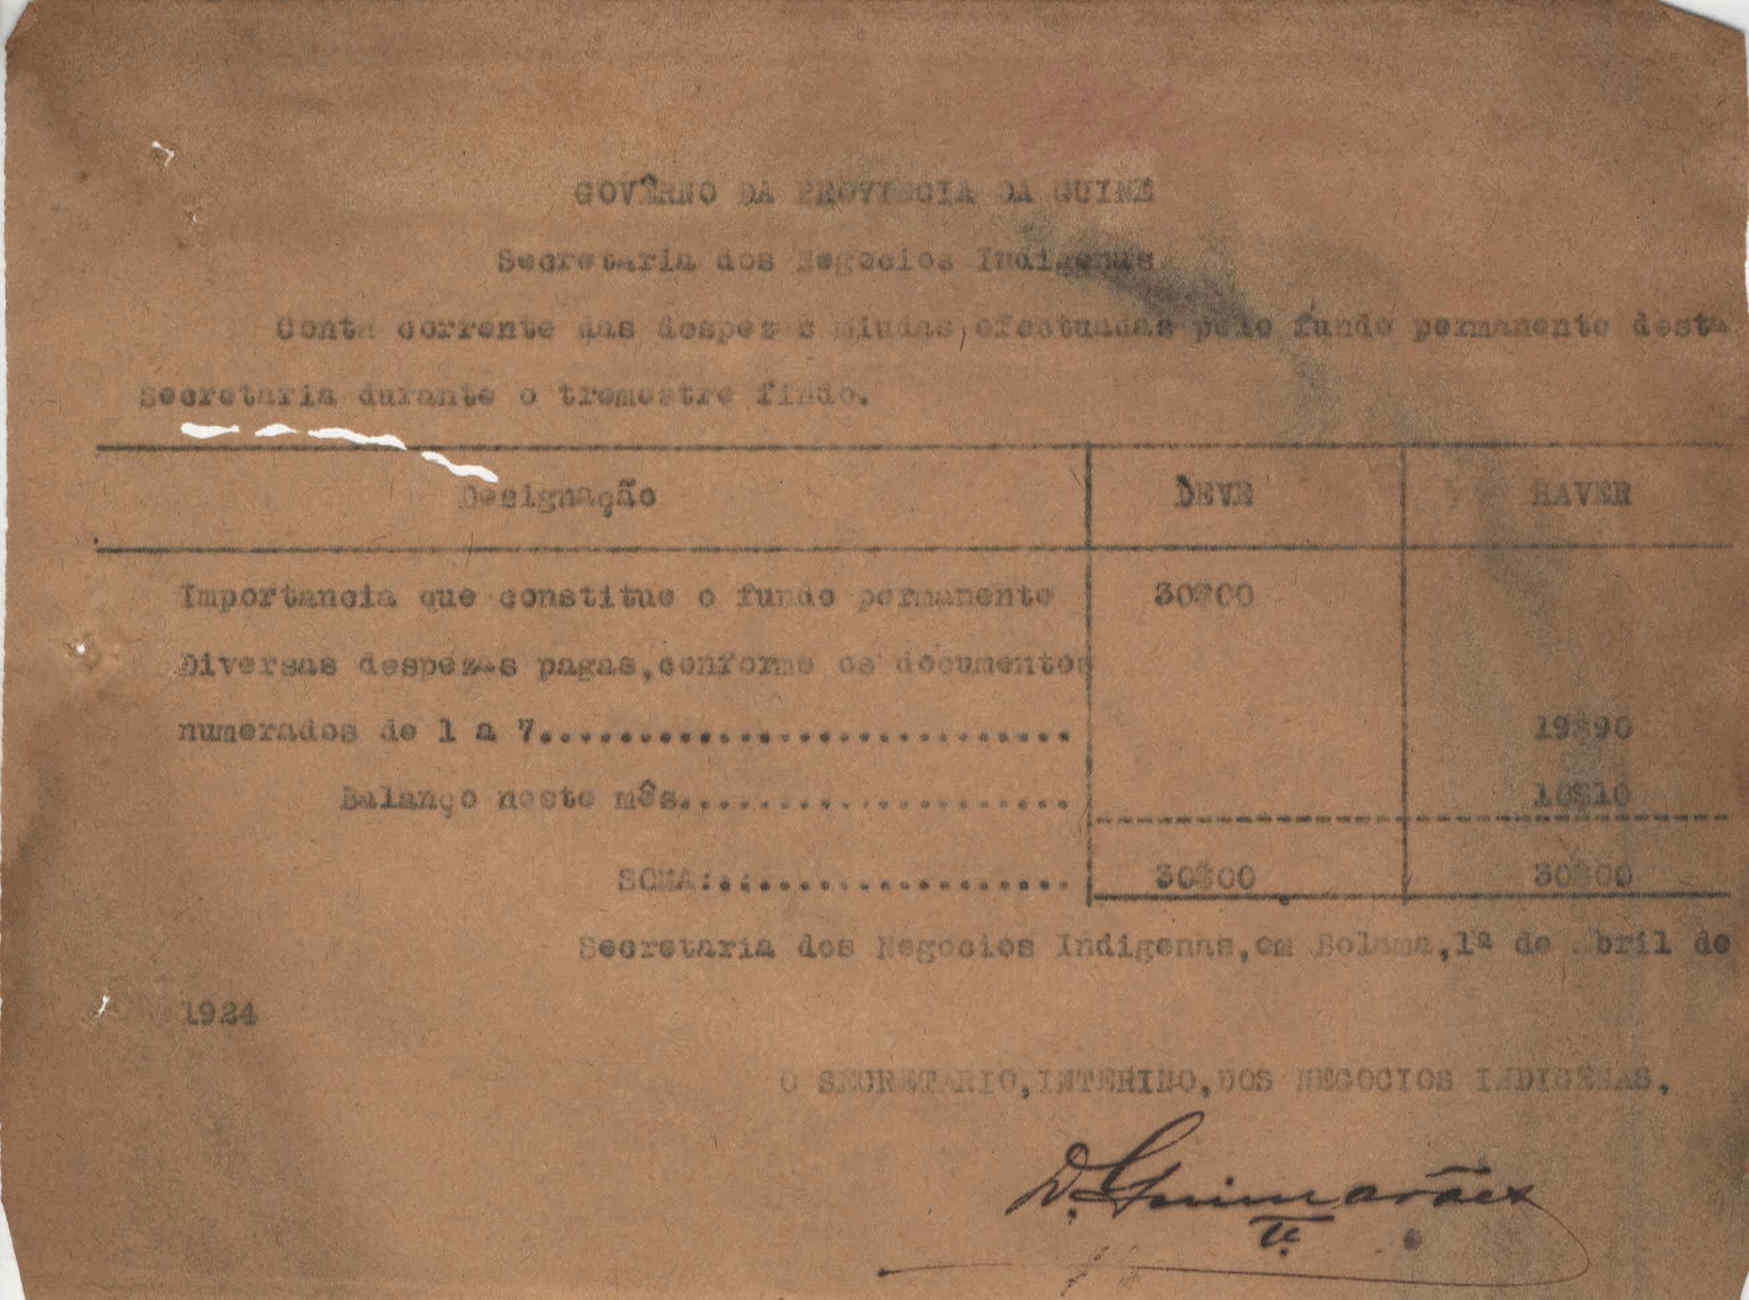 GOVÊRNO DA PROVINCIA DA GUINÉ
Secretaria dos Negocios Indigenas
Conta corrente das despezas miudas, efectuadas pelo fundo permanente desta
Secretaria durante o tremestre findo.
Designação DEVE HAVER
Importancia que constitue o fundo permanente 30$00
Diversas despezas pagas, conforme os documentos
numerados de 1 a 7.............................. 19$90
Balanço neste mês..................... 10$10
SOMA:.................... 30$00 30$00
Secretaria dos Negocios Indigenas, em Bolama, 1º de Abril de
1924
O SECRETARIO, INTERINO, DOS NEGOCIOS INDIGENAS,
D. Guimarães